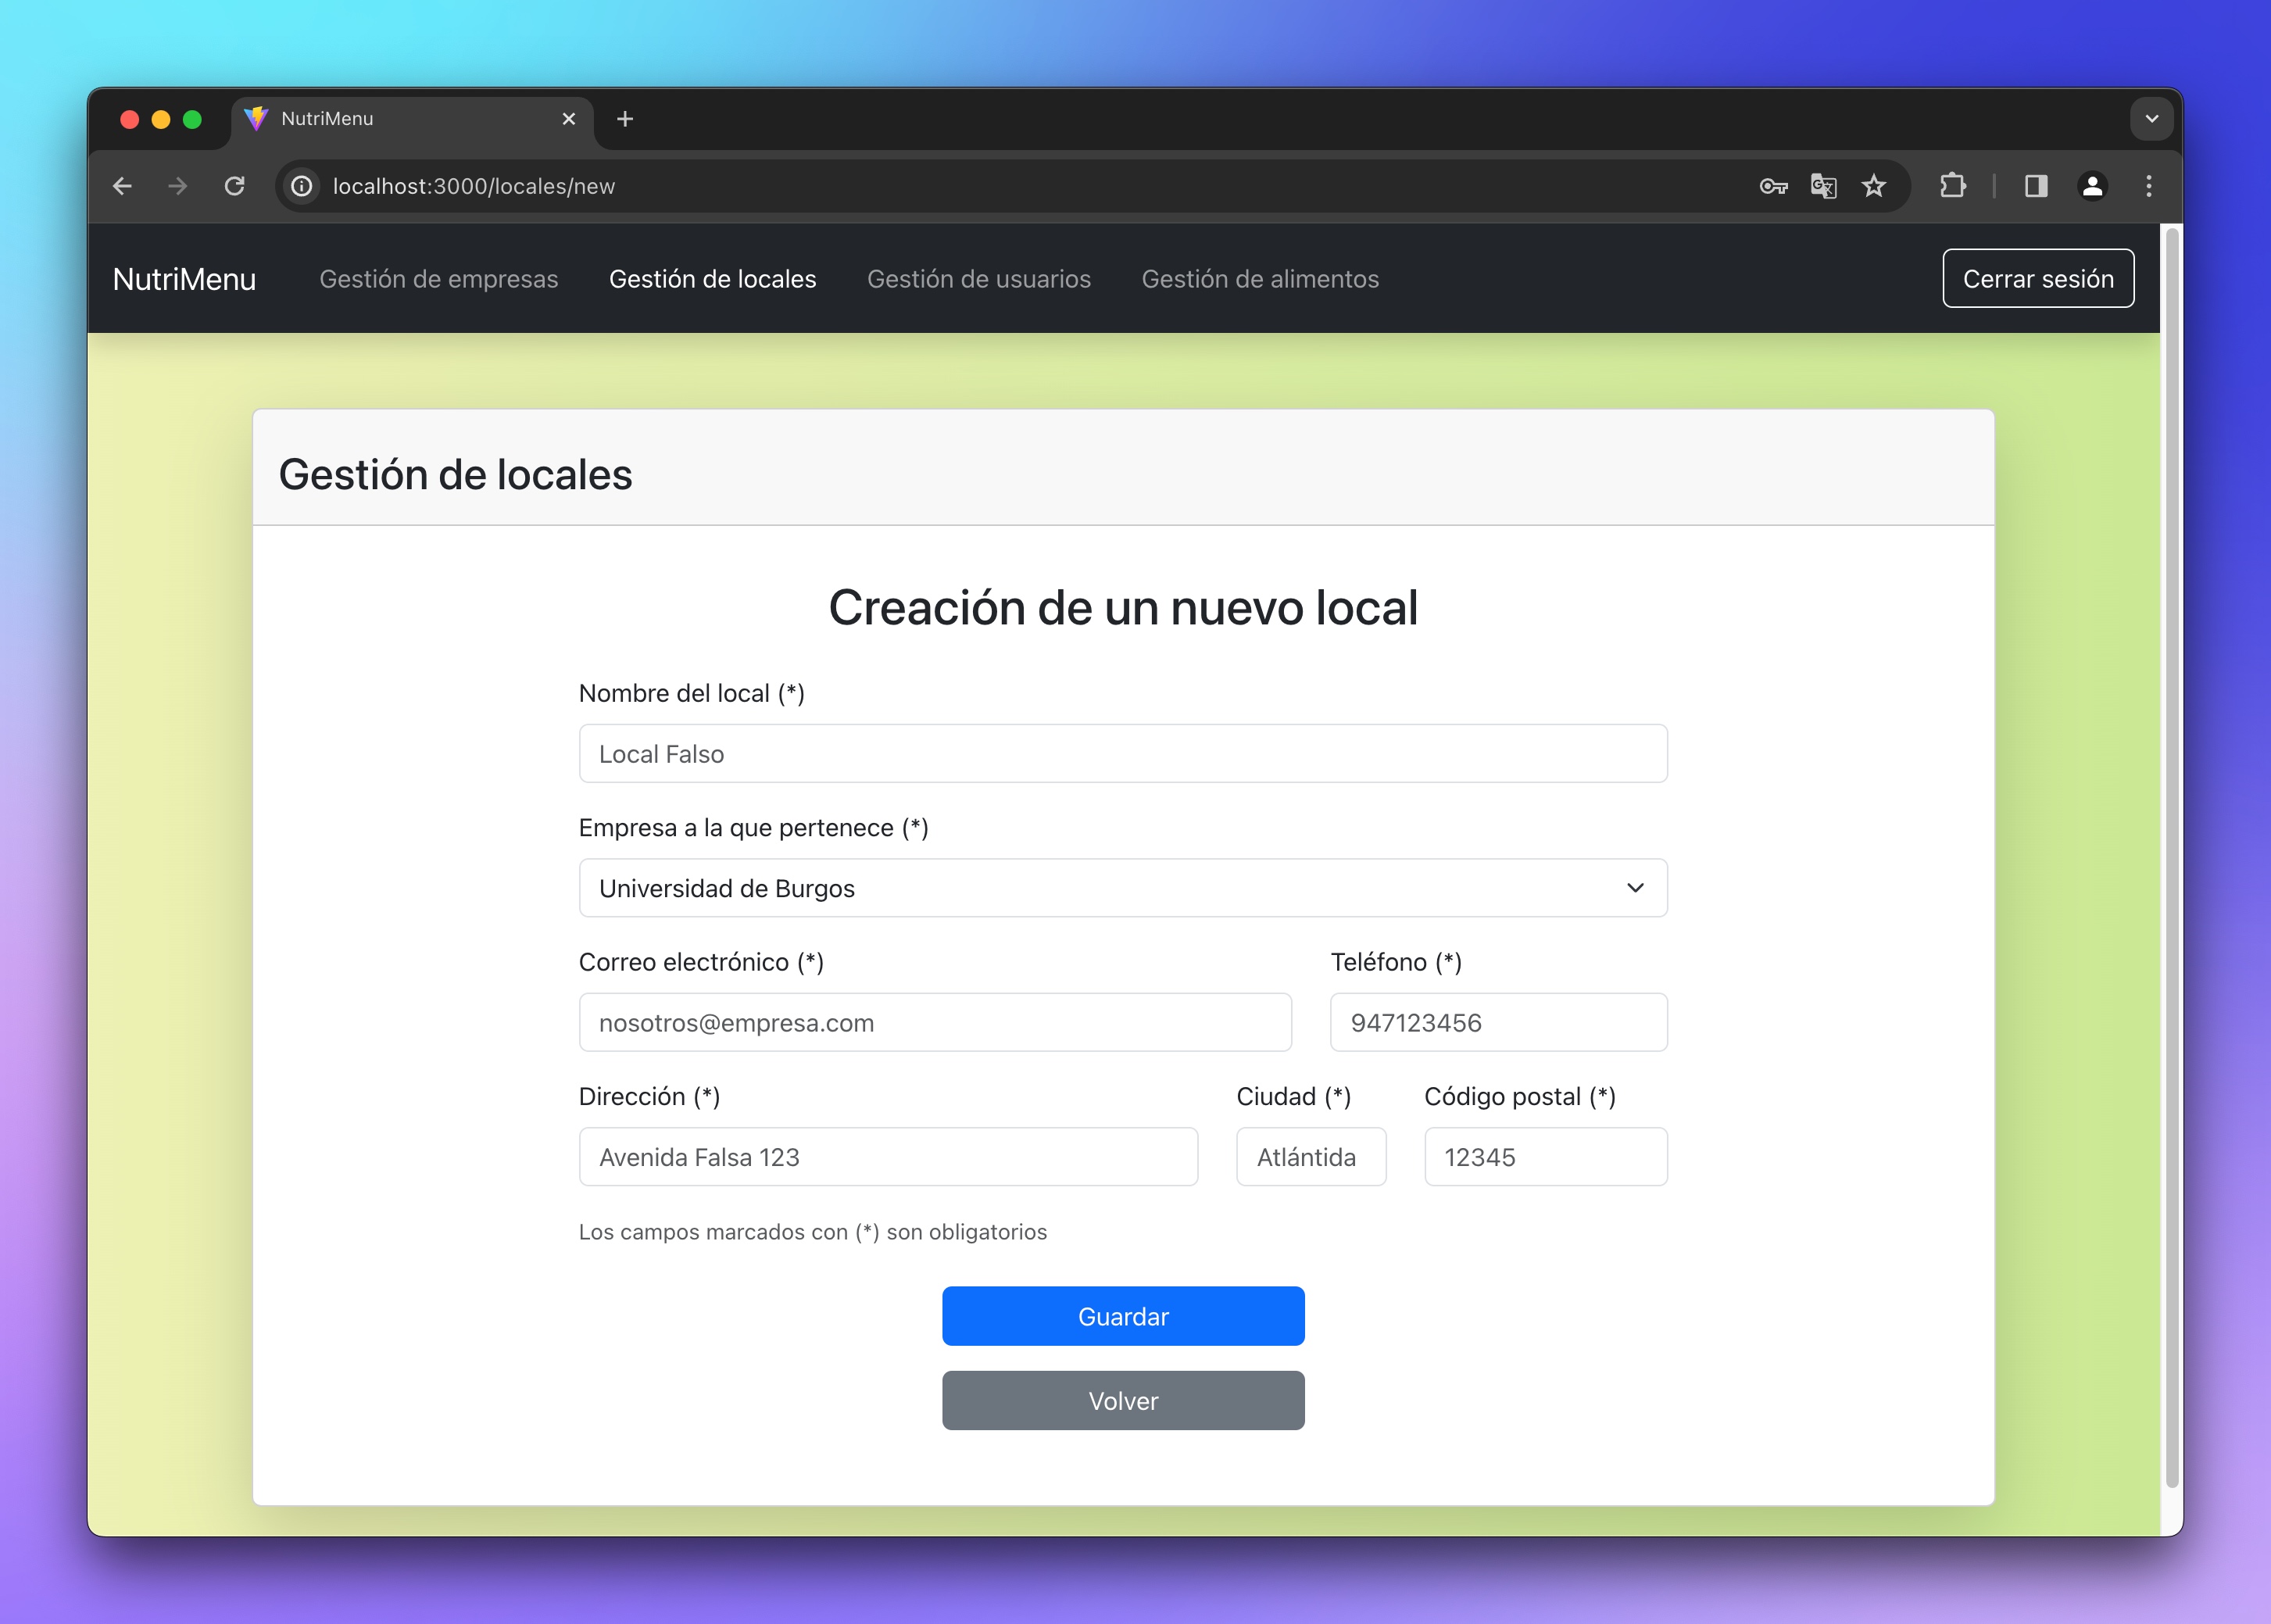 NutriMenu
localhost:3000/locales/new
NutriMenu Gestión de empresas Gestión de locales Gestión de usuarios Gestión de alimentos Cerrar sesión
Gestión de locales
Creación de un nuevo local
Nombre del local (*)
Local Falso
Empresa a la que pertenece (*)
Universidad de Burgos
Correo electrónico (*) Teléfono (*)
nosotros@empresa.com 947123456
Dirección (*) Ciudad (*) Código postal (*)
Avenida Falsa 123 Atlántida 12345
Los campos marcados con (*) son obligatorios
Guardar
Volver